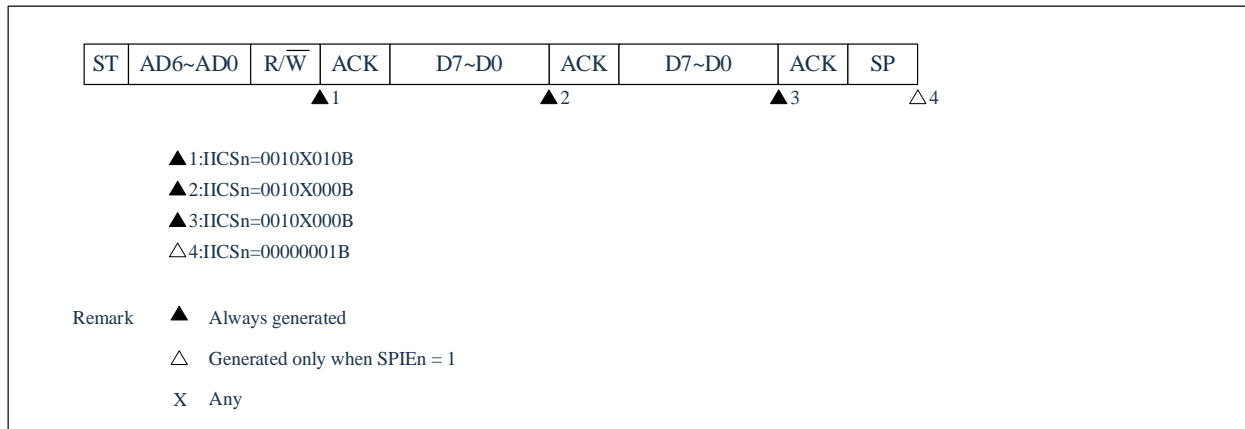 ST AD6~AD0 R/W̅ ACK D7~D0 ACK D7~D0 ACK SP
▲1 ▲2 ▲3 △4
▲1:IICSn=0010X010B
▲2:IICSn=0010X000B
▲3:IICSn=0010X000B
△4:IICSn=00000001B
Remark ▲ Always generated
△ Generated only when SPIEn = 1
X Any